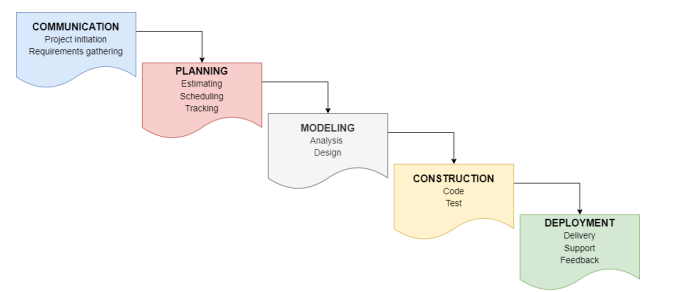 COMMUNICATION
Project initiation
Requirements gathering
PLANNING
Estimating
Scheduling
Tracking
MODELING
Analysis
Design
CONSTRUCTION
Code
Test
DEPLOYMENT
Delivery
Support
Feedback